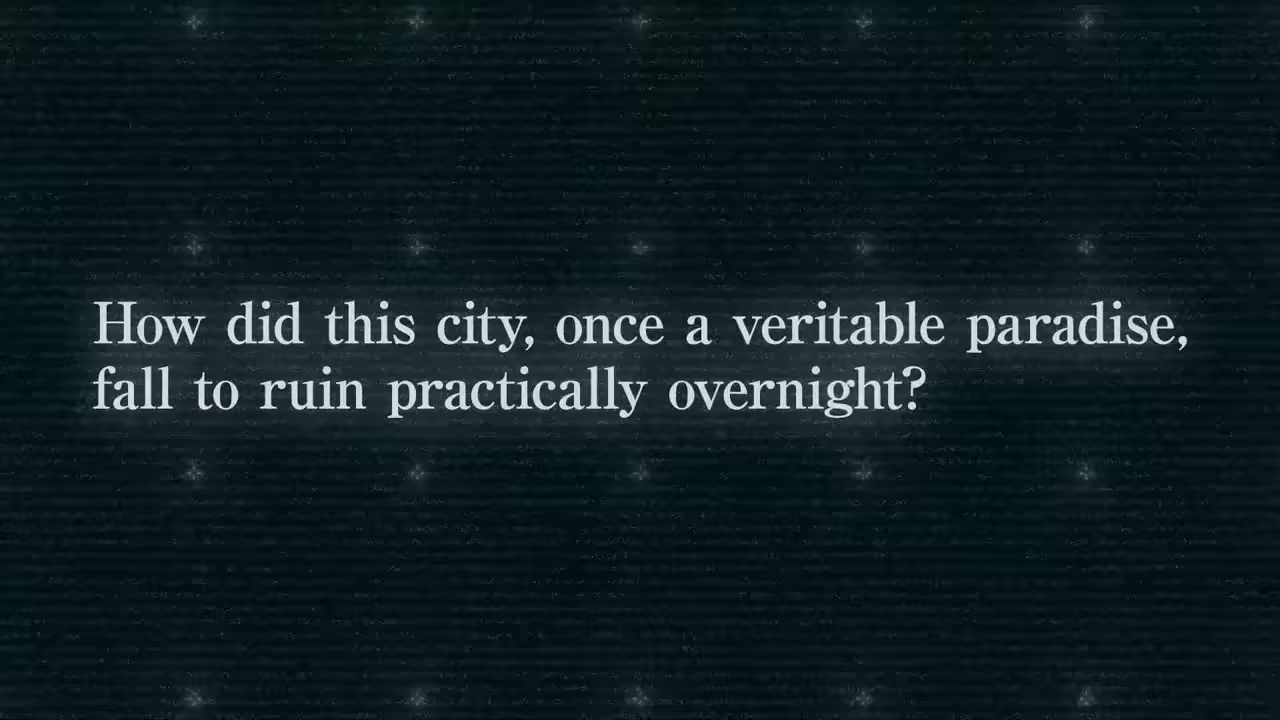 How did this city, once a veritable paradise,
fall to ruin practically overnight?